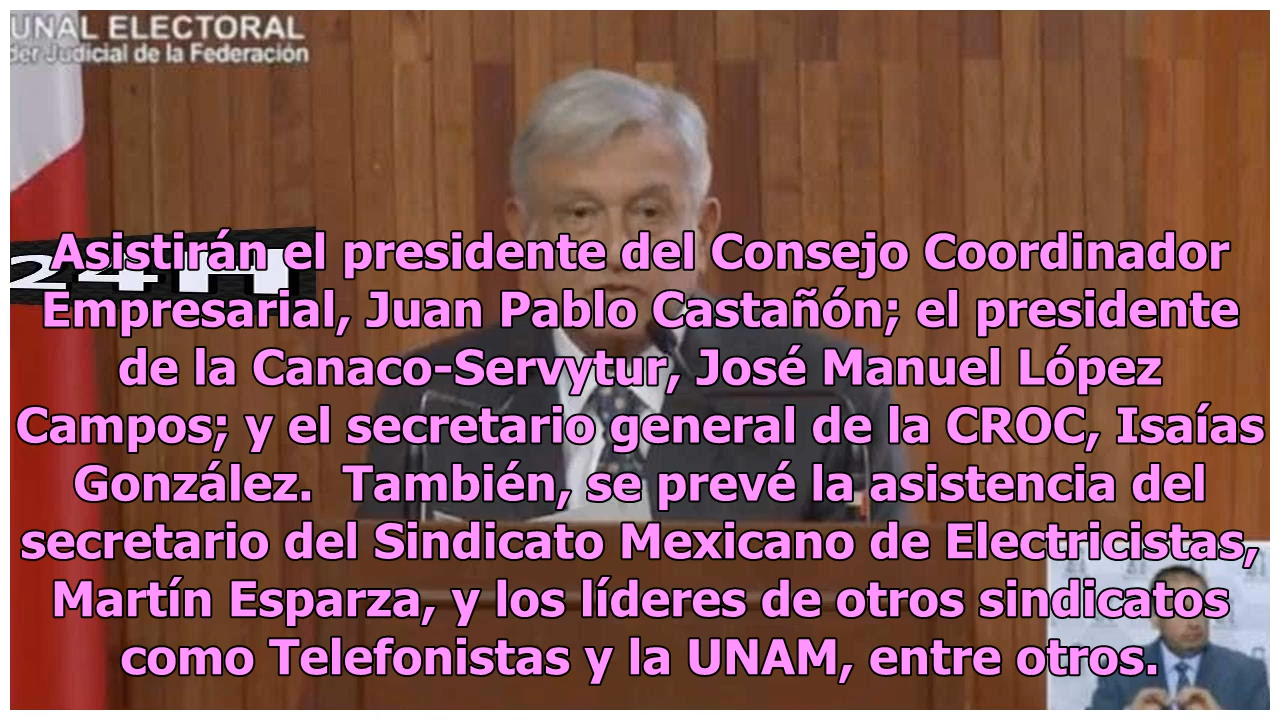 UNAL ELECTORAL
der Judicial de la Federación
24H
Asistirán el presidente del Consejo Coordinador
Empresarial, Juan Pablo Castañón; el presidente
de la Canaco-Servytur, José Manuel López
Campos; y el secretario general de la CROC, Isaías
González.  También, se prevé la asistencia del
secretario del Sindicato Mexicano de Electricistas,
Martín Esparza, y los líderes de otros sindicatos
como Telefonistas y la UNAM, entre otros.